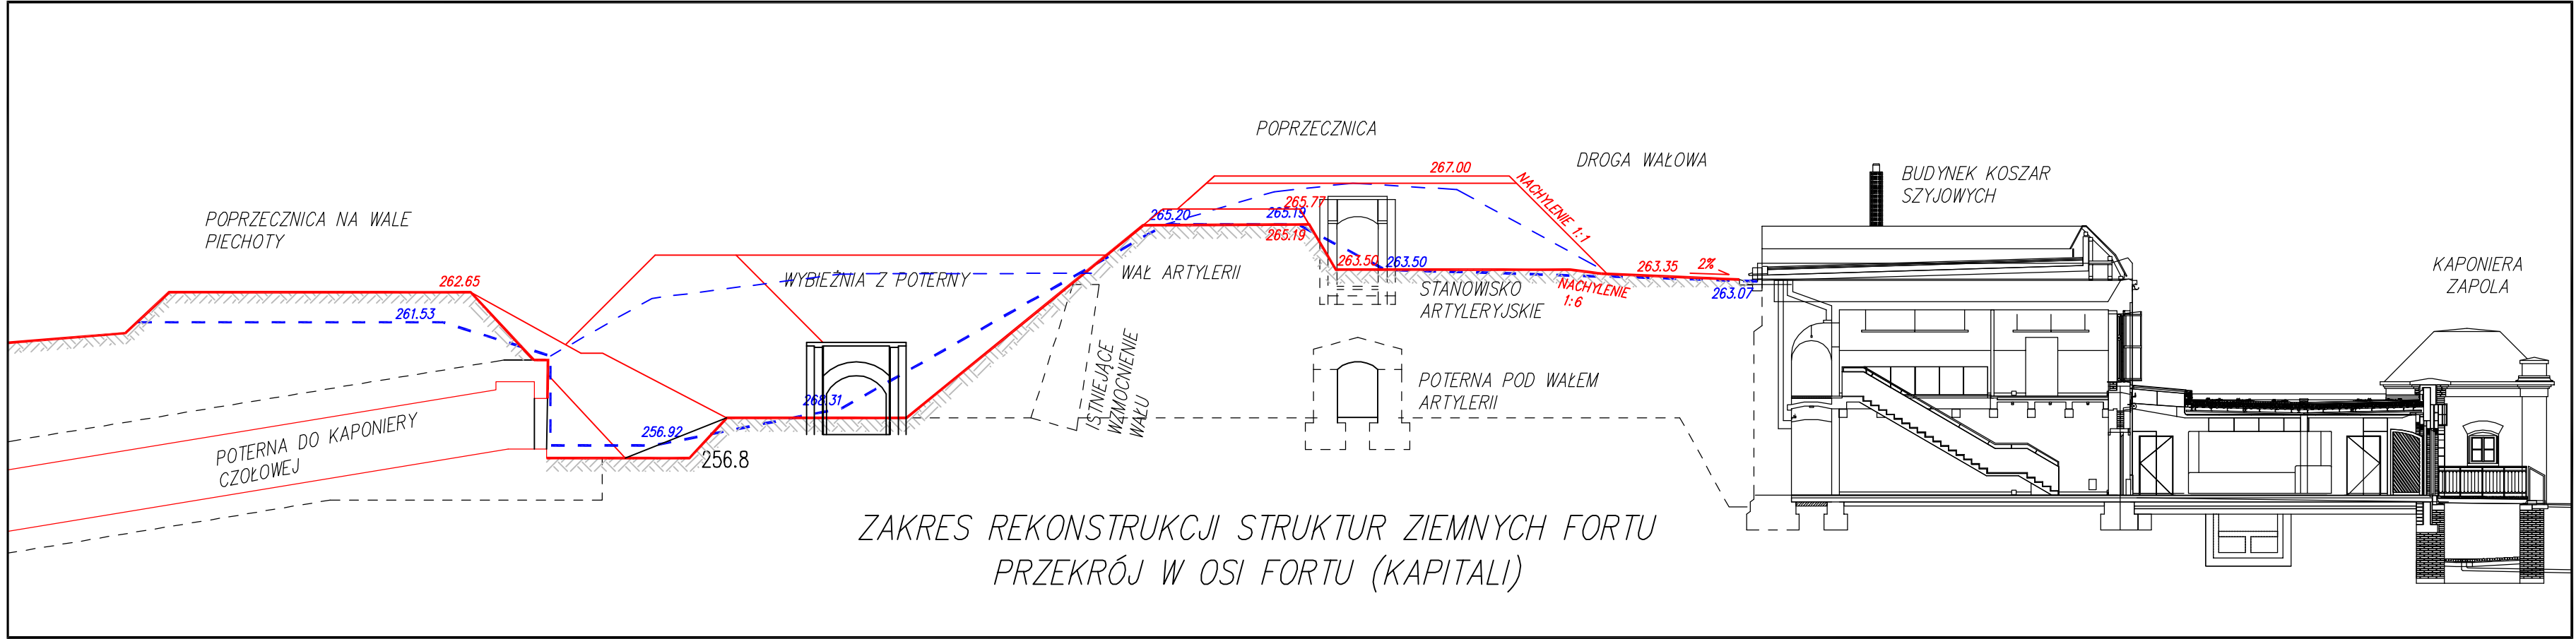 POPRZECZNICA
DROGA WAŁOWA
267.00
BUDYNEK KOSZAR
SZYJOWYCH
NACHYLENIE 1:1
POPRZECZNICA NA WALE
PIECHOTY
265.77
265.20
265.19
265.19
KAPONIERA
ZAPOLA
262.65
WYBIEŻNIA Z POTERNY
WAŁ ARTYLERII
263.50
263.50
263.35
2%
STANOWISKO
ARTYLERYJSKIE
NACHYLENIE
1:6
263.07
261.53
ISTNIEJĄCE
WZMOCNIENIE
WAŁU
POTERNA POD WAŁEM
ARTYLERII
268.31
POTERNA DO KAPONIERY
CZOŁOWEJ
256.92
256.8
ZAKRES REKONSTRUKCJI STRUKTUR ZIEMNYCH FORTU
PRZEKRÓJ W OSI FORTU (KAPITALI)